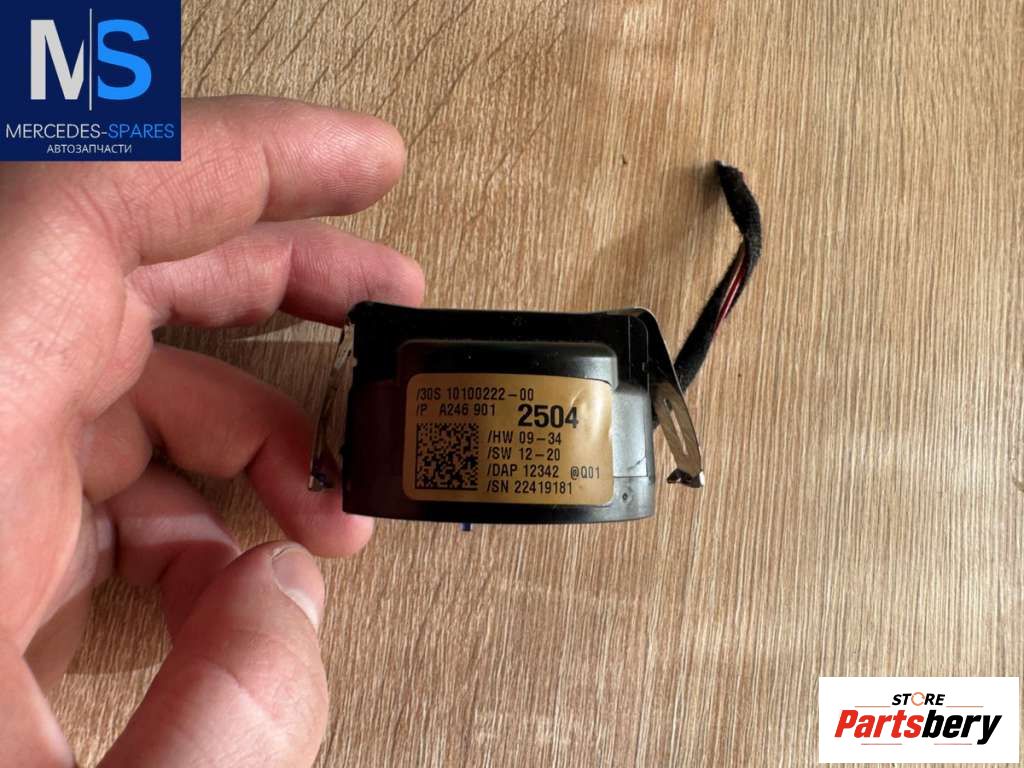 MS
MERCEDES-SPARES
АВТОЗАПЧАСТИ
/30S 10100222-00
/P A246 901 2504
/HW 09-34
/SW 12-20
/DAP 12342 @Q01
/SN 22419181
STORE
Partsbery